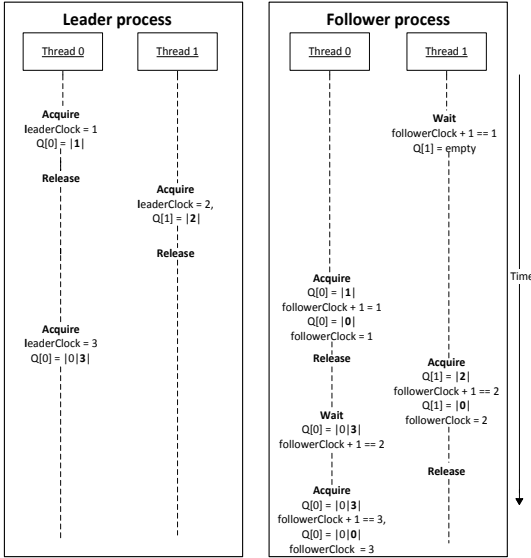 Leader process
Thread 0
Thread 1
Acquire
leaderClock = 1
Q[0] = |1|
Release
Acquire
leaderClock = 2,
Q[1] = |2|
Release
Acquire
leaderClock = 3
Q[0] = |0|3|
Follower process
Thread 0
Thread 1
Wait
followerClock + 1 == 1
Q[1] = empty
Acquire
Q[0] = |1|
followerClock + 1 = 1
Q[0] = |0|
followerClock = 1
Release
Acquire
Q[1] = |2|
followerClock + 1 == 2
Q[1] = |0|
followerClock = 2
Wait
Q[0] = |0|3|
followerClock + 1 == 2
Release
Acquire
Q[0] = |0|3|
followerClock + 1 == 3,
Q[0] = |0|0|
followerClock = 3
Time